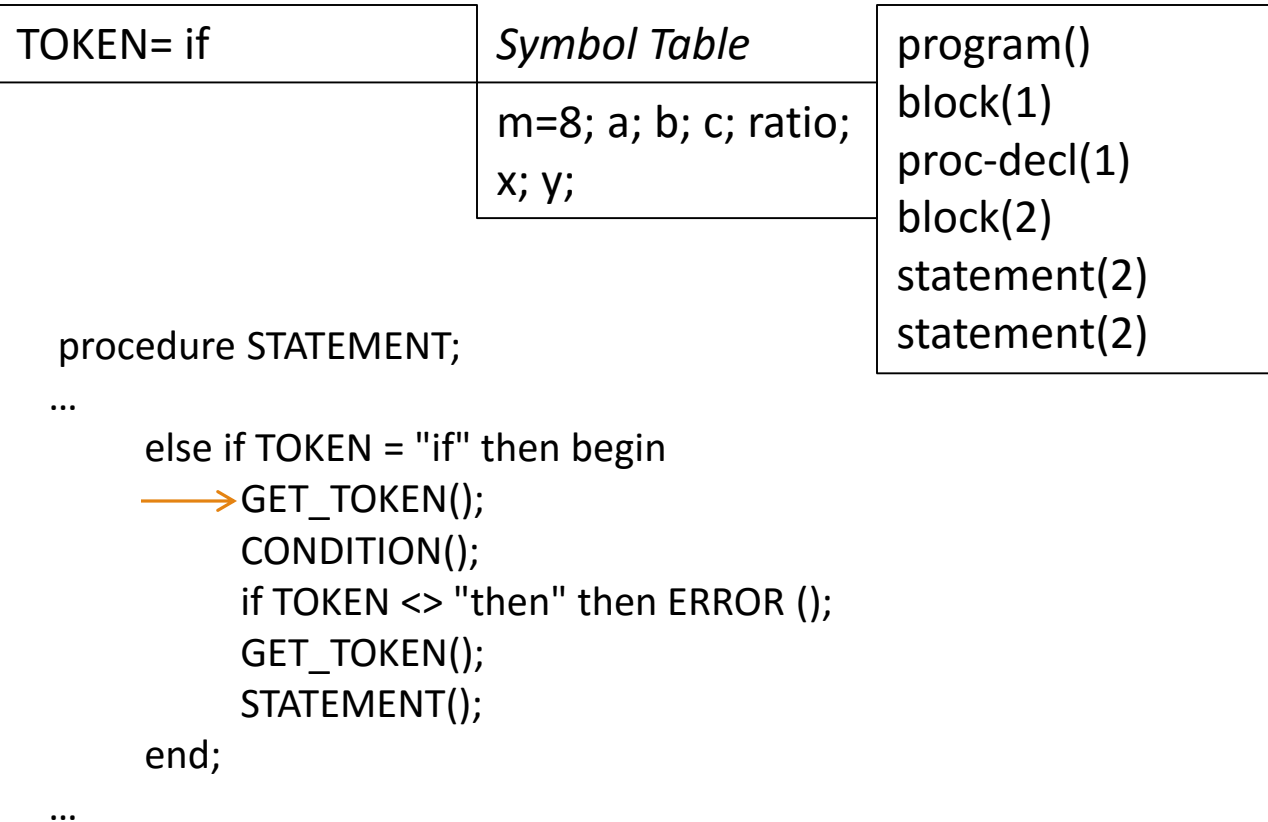 TOKEN= if
Symbol Table
m=8; a; b; c; ratio;
x; y;
program()
block(1)
proc-decl(1)
block(2)
statement(2)
statement(2)
procedure STATEMENT;
…
else if TOKEN = "if" then begin
GET_TOKEN();
CONDITION();
if TOKEN <> "then" then ERROR ();
GET_TOKEN();
STATEMENT();
end;
…